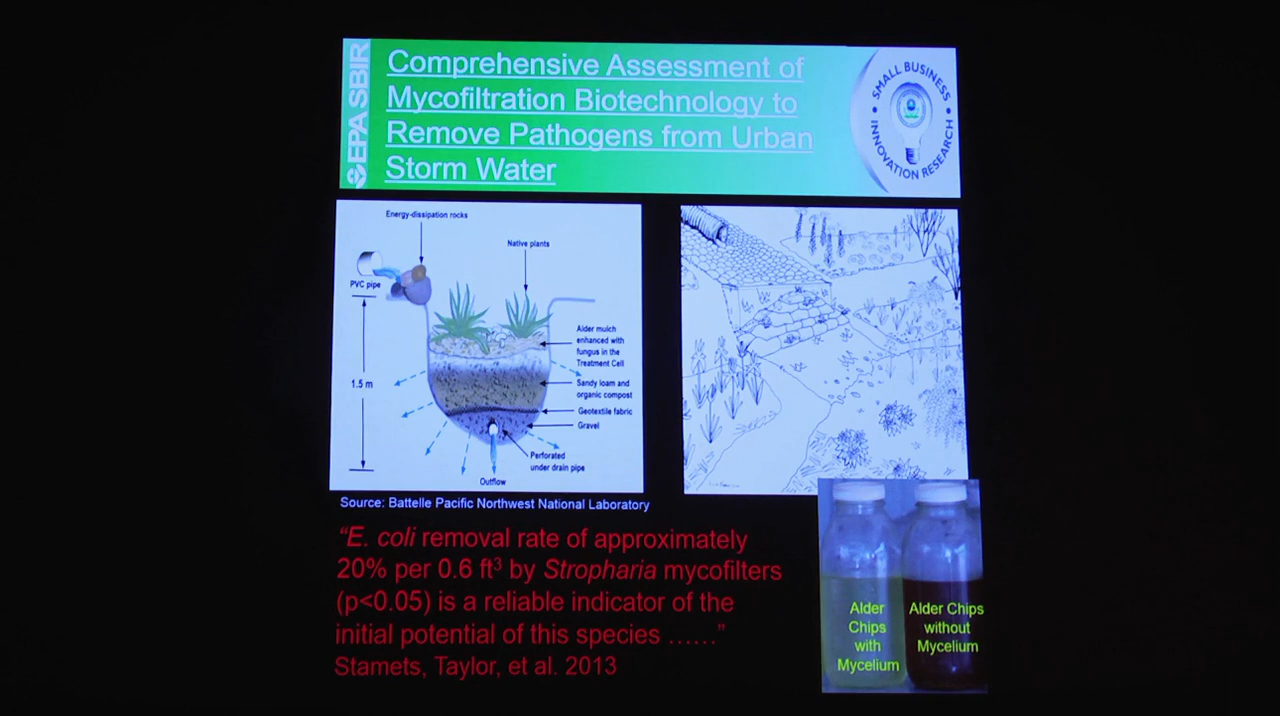 EPA SBIR
Comprehensive Assessment of
Mycofiltration Biotechnology to
Remove Pathogens from Urban
Storm Water
SMALL BUSINESS
INNOVATION RESEARCH
Energy-dissipation rocks
Native plants
PVC pipe
1.5 m
Alder mulch
enhanced with
fungus in the
Treatment Cell
Sandy loam and
organic compost
Geotextile fabric
Gravel
Perforated
under drain pipe
Outflow
Source: Battelle Pacific Northwest National Laboratory
“E. coli removal rate of approximately
20% per 0.6 ft³ by Stropharia mycofilters
(p<0.05) is a reliable indicator of the
initial potential of this species ……”
Stamets, Taylor, et al. 2013
Alder
Chips
with
Mycelium
Alder Chips
without
Mycelium